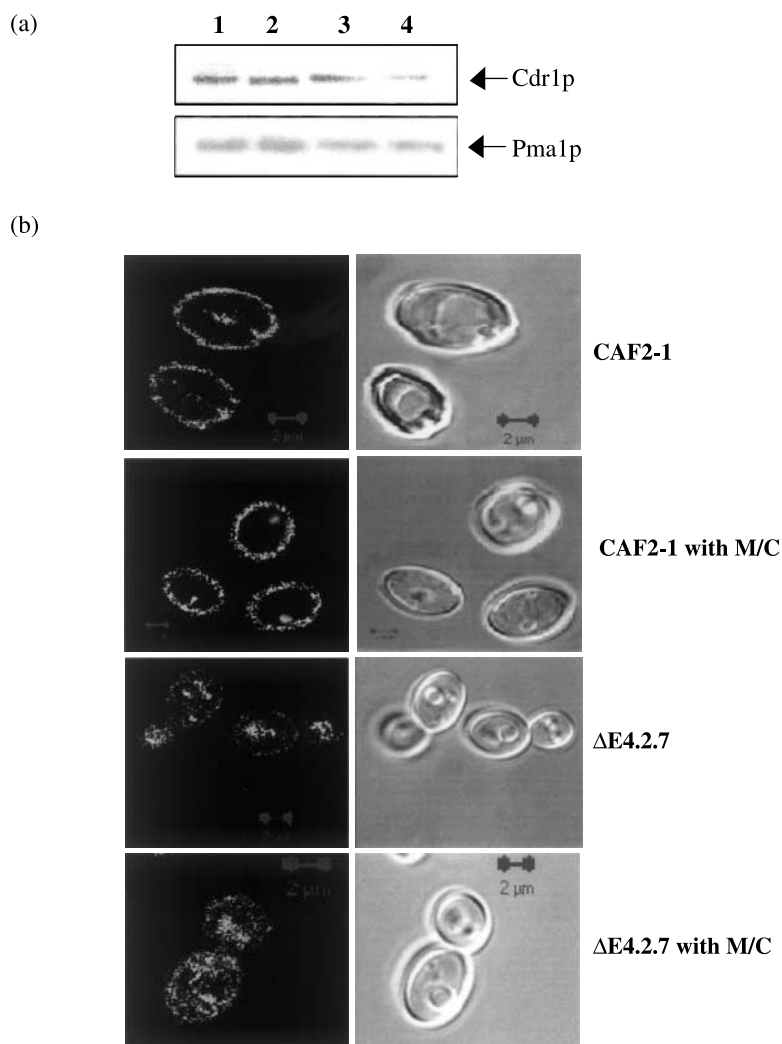 (a)
1 2 3 4
Cdr1p
Pma1p
(b)
CAF2-1
2 µm
2 µm
CAF2-1 with M/C
ΔE4.2.7
2 µm
2 µm
ΔE4.2.7 with M/C